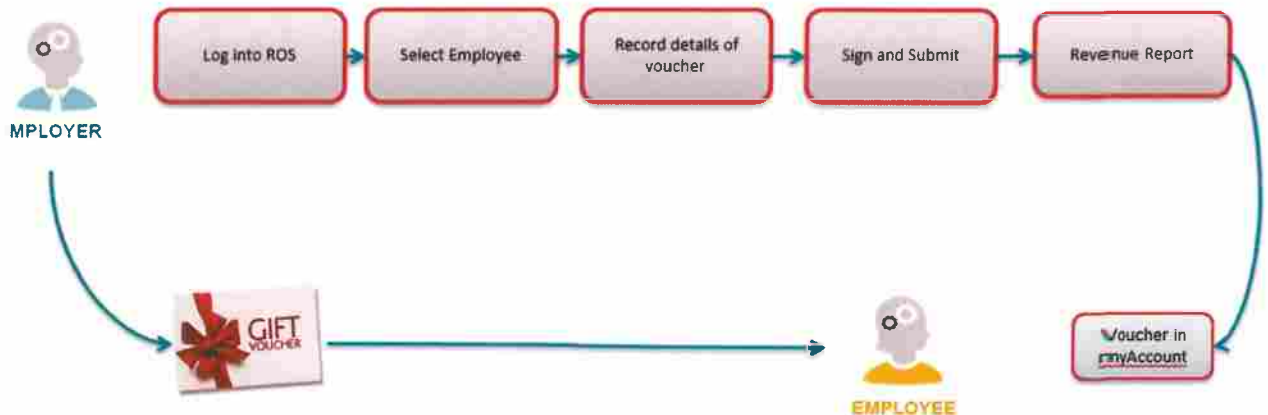 Log into ROS
Select Employee
Record details of
voucher
Sign and Submit
Revenue Report
MPLOYER
GIFT
VOUCHER
Voucher in
myAccount
EMPLOYEE